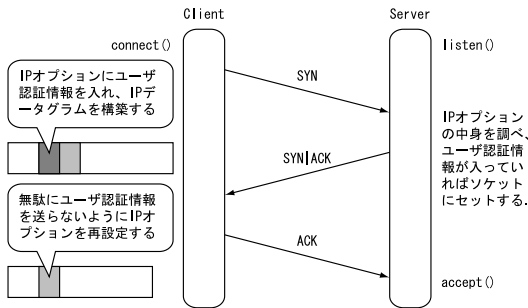 Client
Server
connect()
listen()
IPオプションにユーザ
認証情報を入れ、IPデ
ータグラムを構築する
SYN
IPオプション
の中身を調べ、
ユーザ認証情
報が入ってい
ればソケット
にセットする.
SYN|ACK
無駄にユーザ認証情報
を送らないようにIPオ
プションを再設定する
ACK
accept()